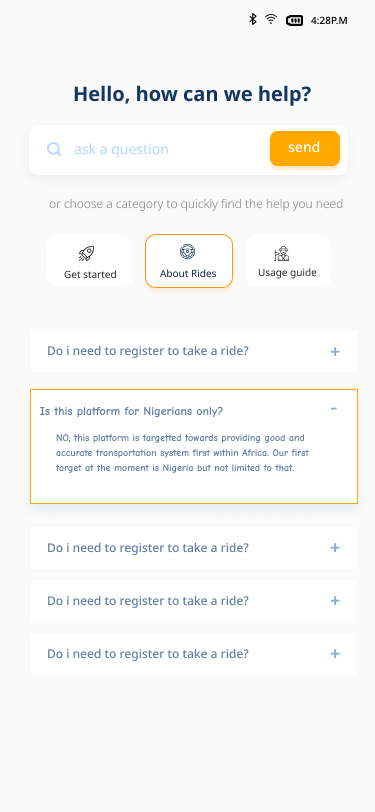 4:28P.M
Hello, how can we help?
ask a question
send
or choose a category to quickly find the help you need
Get started
About Rides
Usage guide
Do i need to register to take a ride?
+
Is this platform for Nigerians only?
-
NO, this platform is targetted towards providing good and
accurate transportation system first within Africa. Our first
target at the moment is Nigeria but not limited to that.
Do i need to register to take a ride?
+
Do i need to register to take a ride?
+
Do i need to register to take a ride?
+